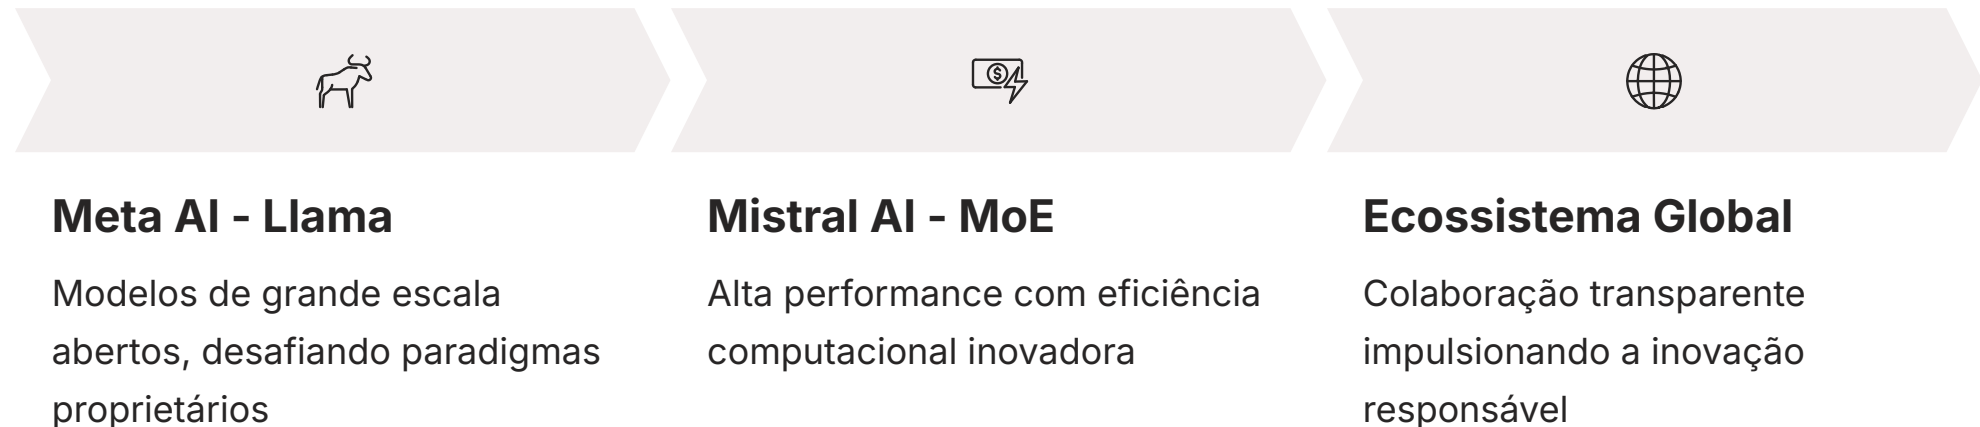 Meta AI - Llama
Modelos de grande escala
abertos, desafiando paradigmas
proprietários
Mistral AI - MoE
Alta performance com eficiência
computacional inovadora
Ecossistema Global
Colaboração transparente
impulsionando a inovação
responsável